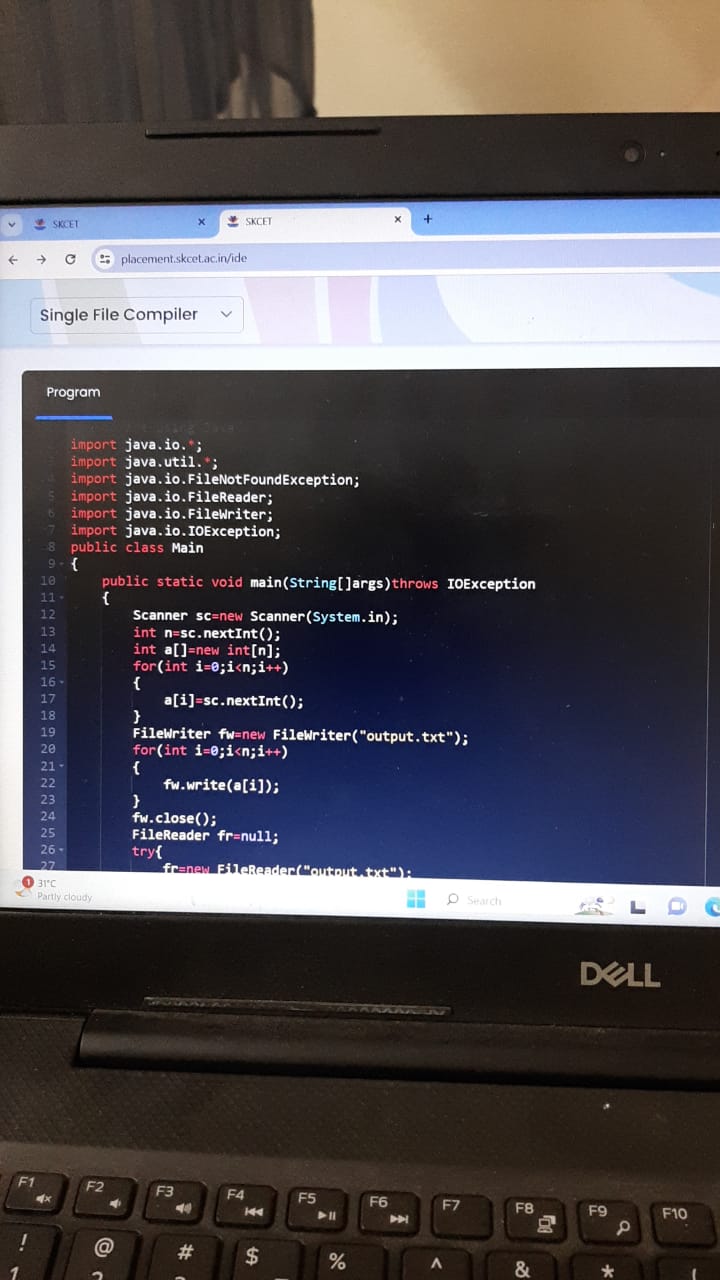 SKCET × SKCET × +
placement.skcet.ac.in/ide
Single File Compiler
Program
import java.io.*;
import java.util.*;
4 import java.io.FileNotFoundException;
5 import java.io.FileReader;
6 import java.io.FileWriter;
7 import java.io.IOException;
8 public class Main
9 {
10 public static void main(String[]args)throws IOException
11 {
12 Scanner sc=new Scanner(System.in);
13 int n=sc.nextInt();
14 int a[]=new int[n];
15 for(int i=0;i<n;i++)
16 {
17 a[i]=sc.nextInt();
18 }
19 FileWriter fw=new FileWriter("output.txt");
20 for(int i=0;i<n;i++)
21 {
22 fw.write(a[i]);
23 }
24 fw.close();
25 FileReader fr=null;
26 try{
27 fr=new FileReader("output.txt");
1 31°C
Partly cloudy
Search
DELL
F1 F2 F3 F4 F5 F6 F7 F8 F9 F10
! @ # $ % ^ & *